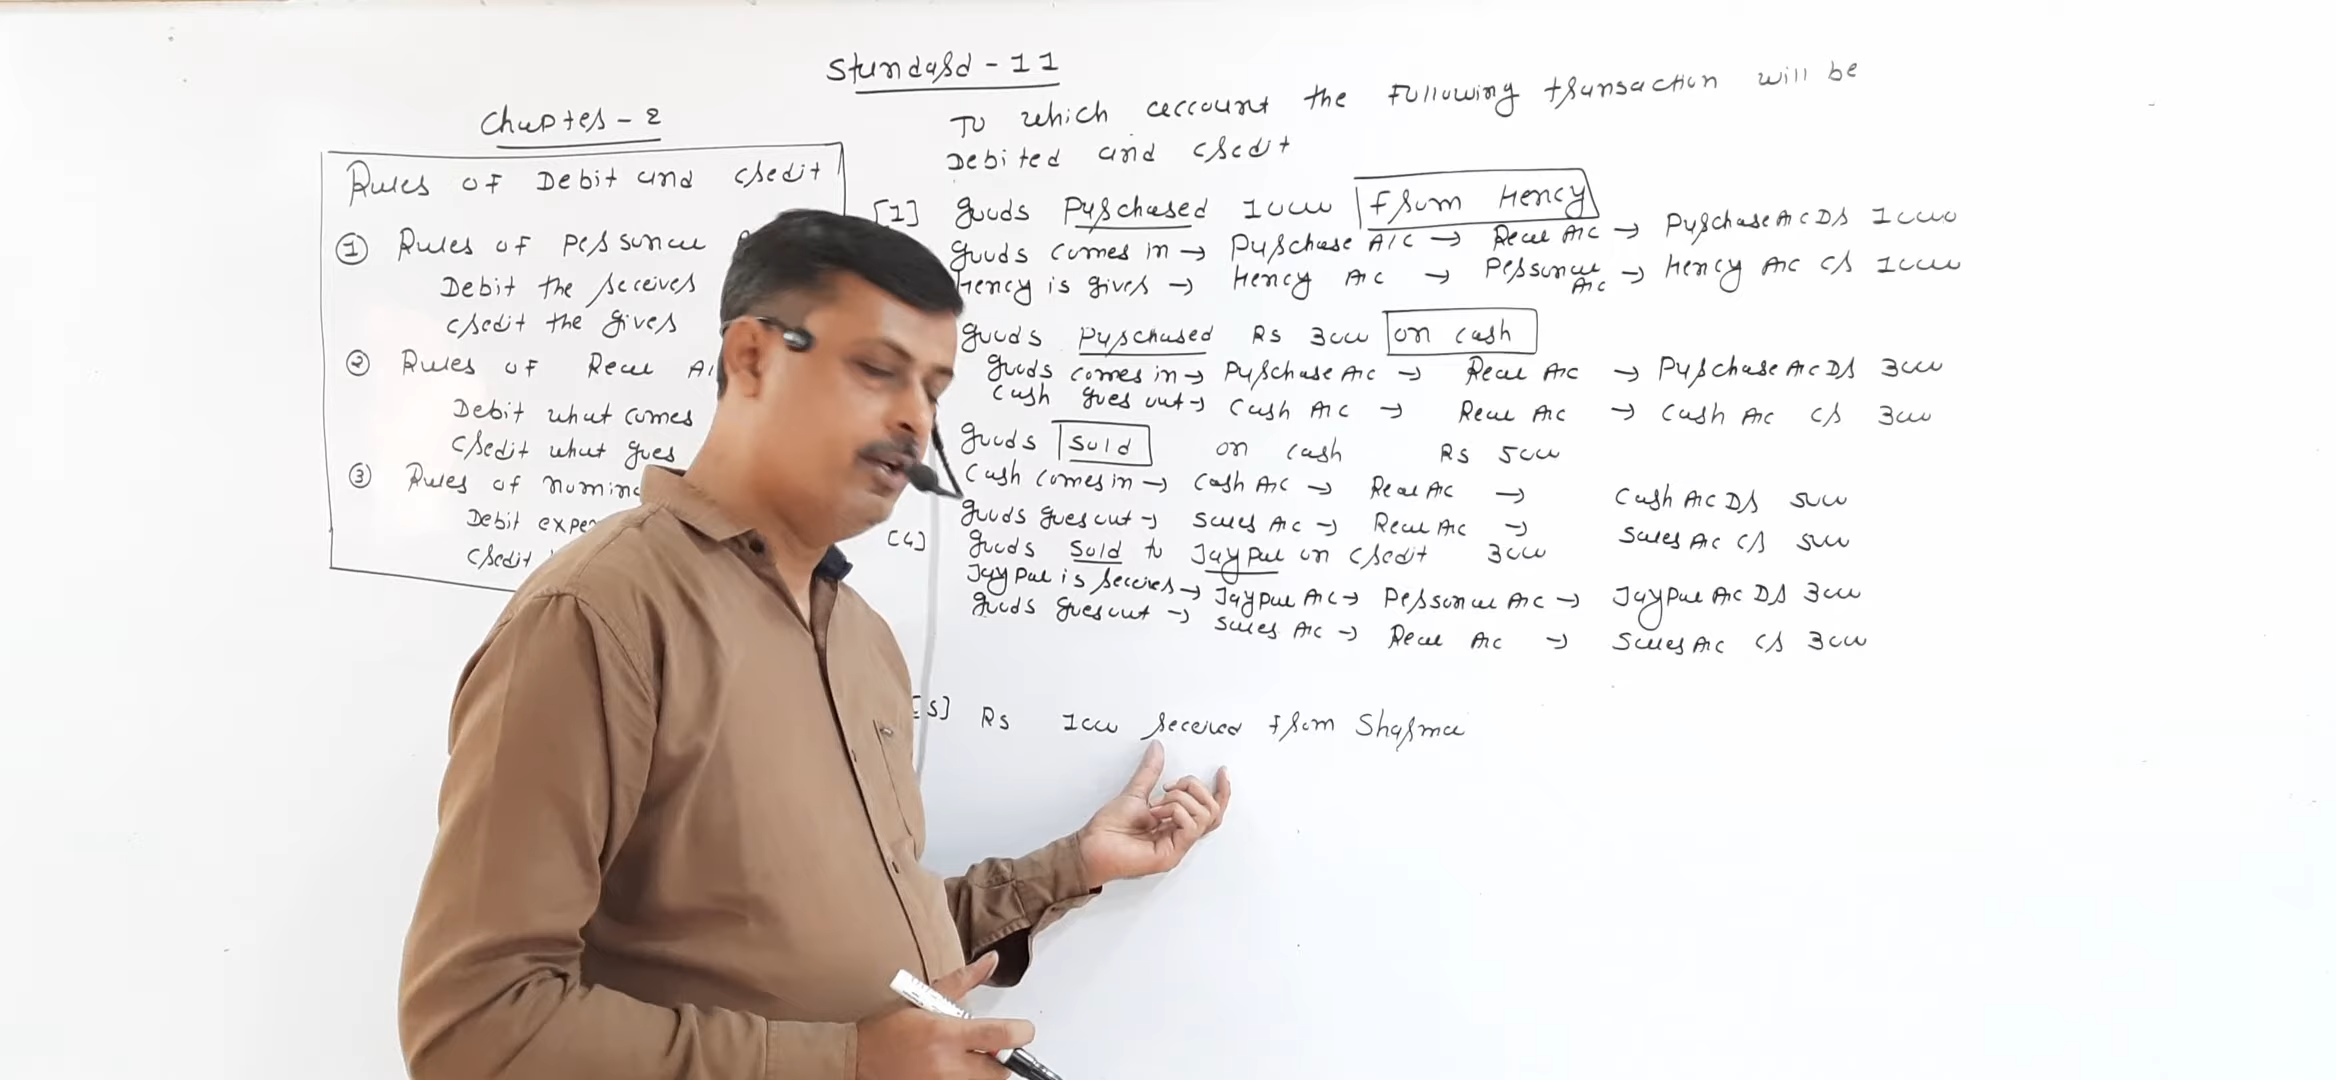 Standard - 11
Chapter - 2
Rules of Debit and credit
① Rules of personal
Debit the receiver
credit the giver
② Rules of Real A/
Debit what comes
credit what goes
③ Rules of
Debit
credit
To which account the following transaction will be
Debited and credit
[1] goods purchased 10000 from Hency
goods comes in → purchase A/C → Real A/C → purchase A/C Dr 10000
Hency is giver → Hency A/C → personal A/C → Hency A/C Cr 10000
goods purchased Rs 3000 on cash
goods comes in → purchase A/C → Real A/C → purchase A/C Dr 3000
cash goes out → cash A/C → Real A/C → cash A/C Cr 3000
goods sold on cash Rs 5000
cash comes in → cash A/C → Real A/C → cash A/C Dr 5000
goods goes out → sales A/C → Real A/C → sales A/C Cr 5000
[4] goods sold to Jaypal on credit 3000
Jaypal is receiver → Jaypal A/C → personal A/C → Jaypal A/C Dr 3000
goods goes out → sales A/C → Real A/C → sales A/C Cr 3000
[5] Rs 1000 received from Sharma